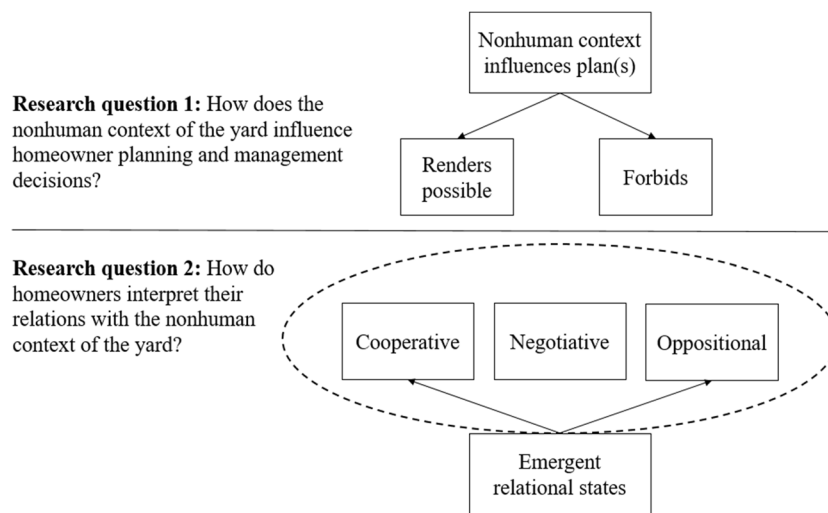 Nonhuman context
influences plan(s)
Research question 1: How does the
nonhuman context of the yard influence
homeowner planning and management
decisions?
Renders
possible
Forbids
Research question 2: How do
homeowners interpret their
relations with the nonhuman
context of the yard?
Cooperative
Negotiative
Oppositional
Emergent
relational states